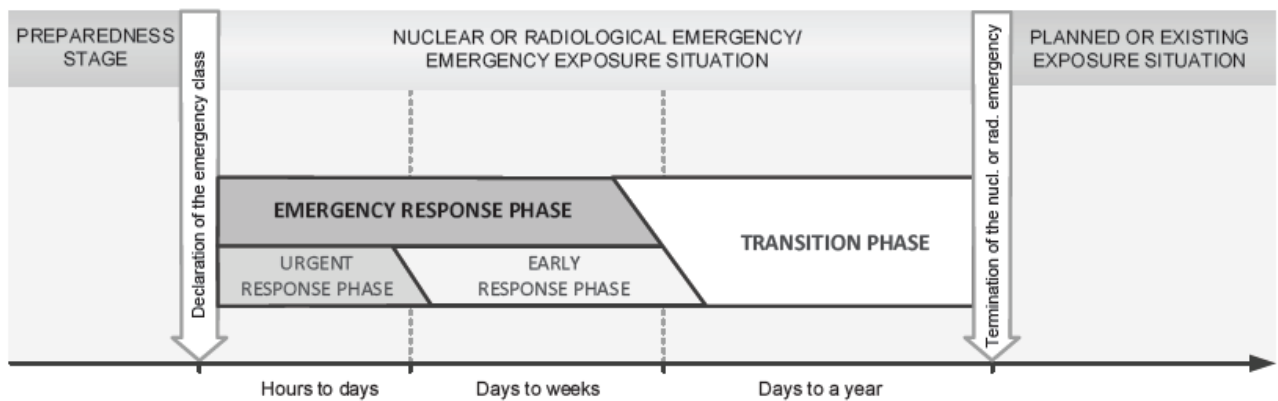 PREPAREDNESS
STAGE
Declaration of the emergency class
NUCLEAR OR RADIOLOGICAL EMERGENCY/
EMERGENCY EXPOSURE SITUATION
Termination of the nucl. or rad. emergency
PLANNED OR EXISTING
EXPOSURE SITUATION
EMERGENCY RESPONSE PHASE
URGENT
RESPONSE PHASE
EARLY
RESPONSE PHASE
TRANSITION PHASE
Hours to days
Days to weeks
Days to a year